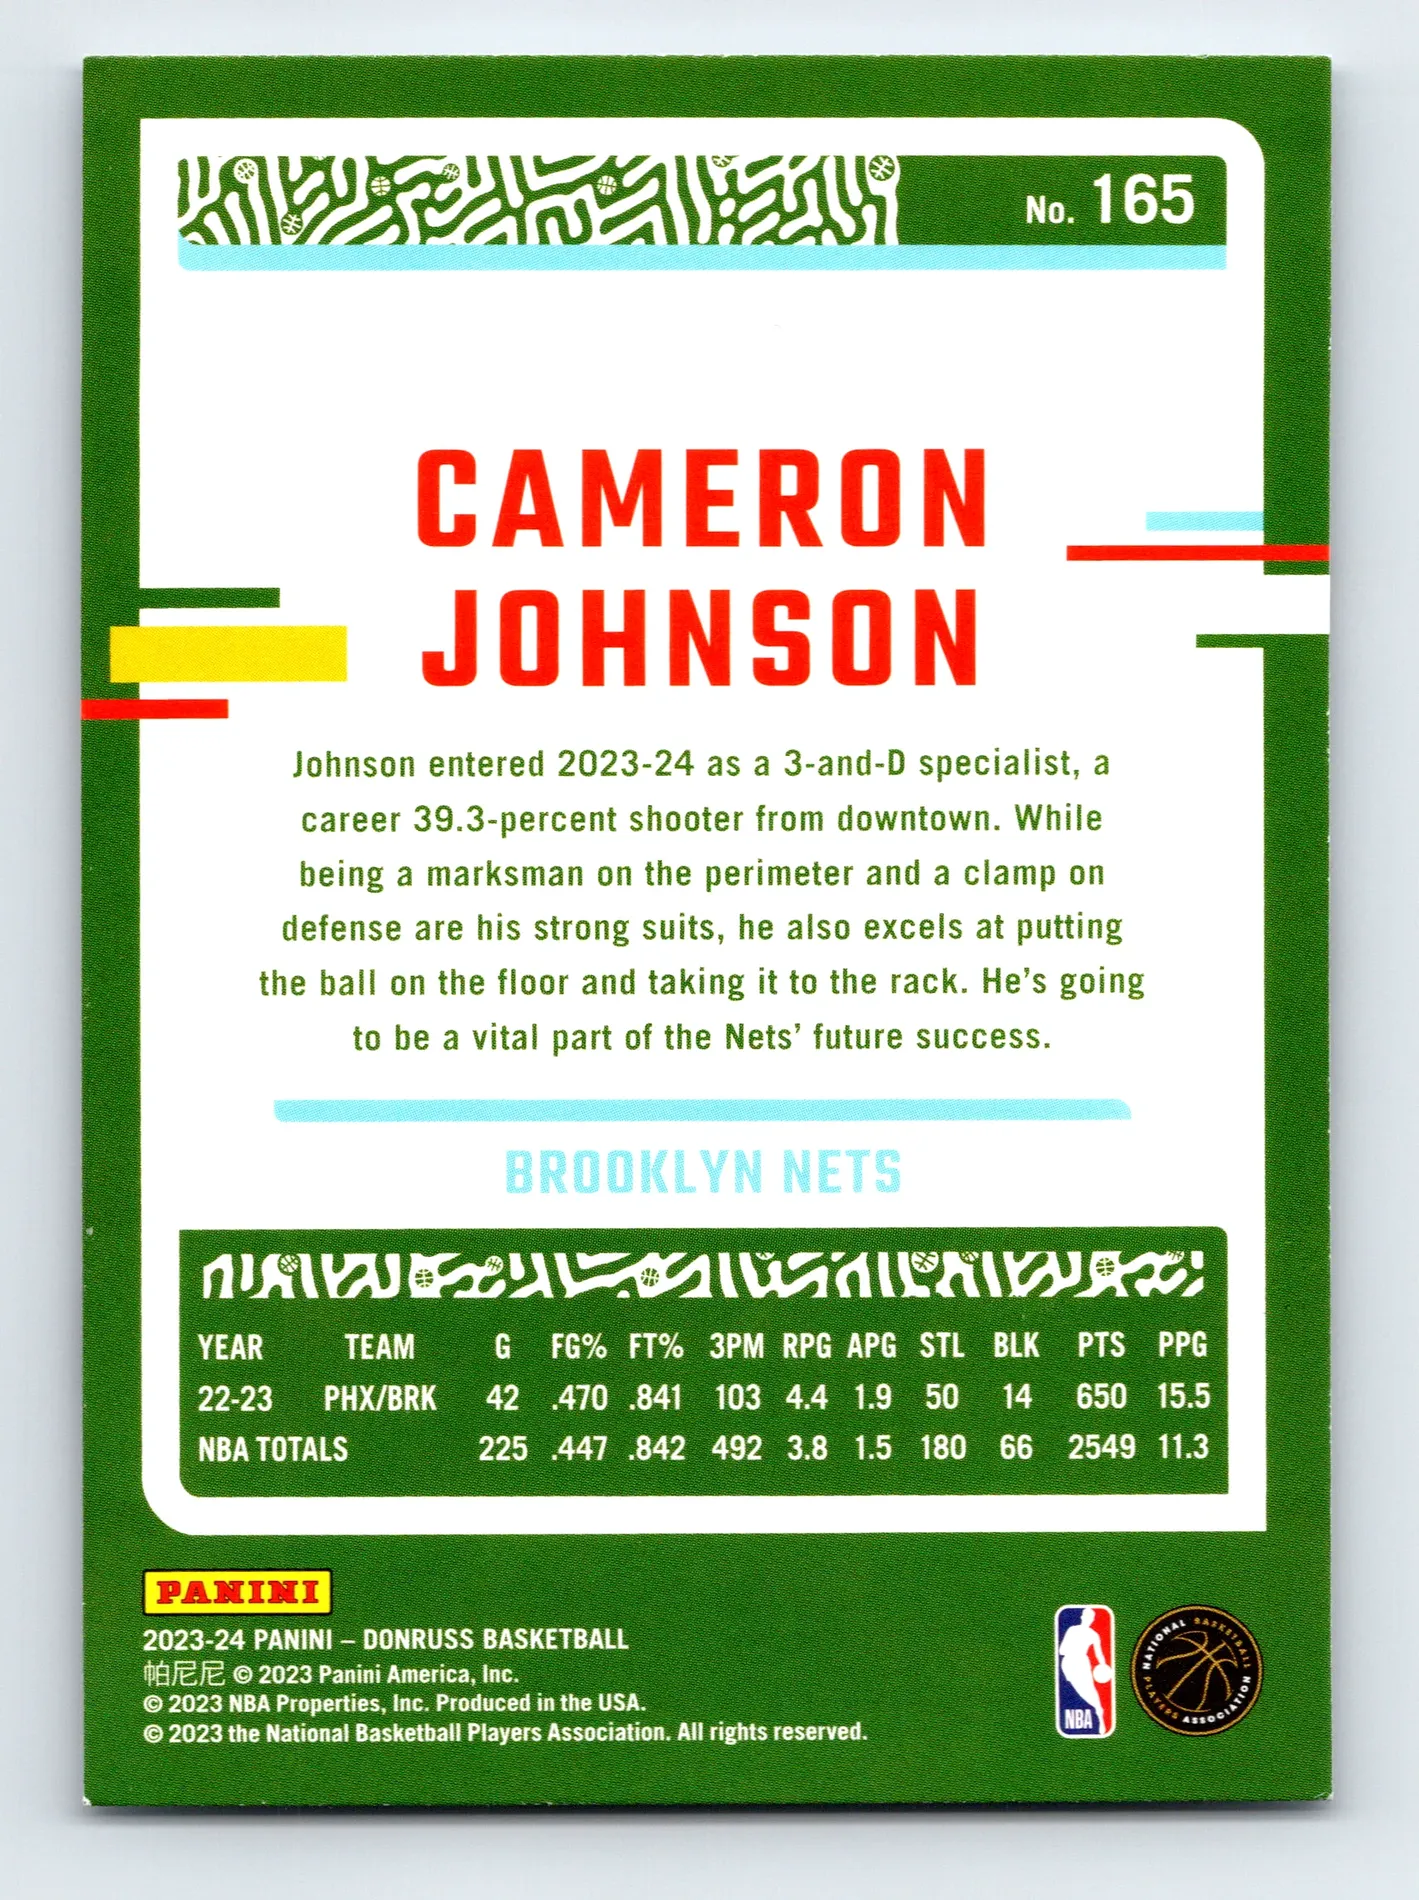 No. 165
CAMERON
JOHNSON
Johnson entered 2023-24 as a 3-and-D specialist, a
career 39.3-percent shooter from downtown. While
being a marksman on the perimeter and a clamp on
defense are his strong suits, he also excels at putting
the ball on the floor and taking it to the rack. He's going
to be a vital part of the Nets' future success.
BROOKLYN NETS
YEAR TEAM G FG% FT% 3PM RPG APG STL BLK PTS PPG
22-23 PHX/BRK 42 .470 .841 103 4.4 1.9 50 14 650 15.5
NBA TOTALS 225 .447 .842 492 3.8 1.5 180 66 2549 11.3
PANINI
2023-24 PANINI – DONRUSS BASKETBALL
帕尼尼 © 2023 Panini America, Inc.
© 2023 NBA Properties, Inc. Produced in the USA.
© 2023 the National Basketball Players Association. All rights reserved.
NBA
NATIONAL BASKETBALL PLAYERS ASSOCIATION